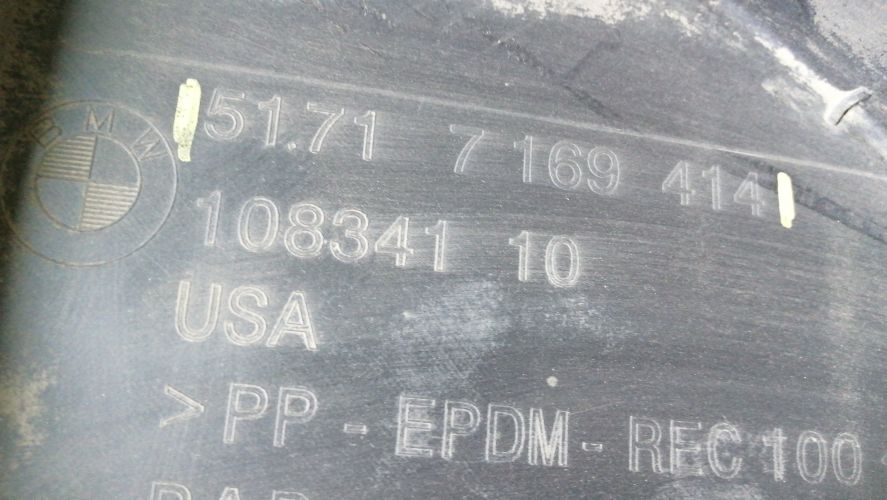 BMW
51.71 7 169 414
108341 10
USA
>PP-EPDM-REC 100